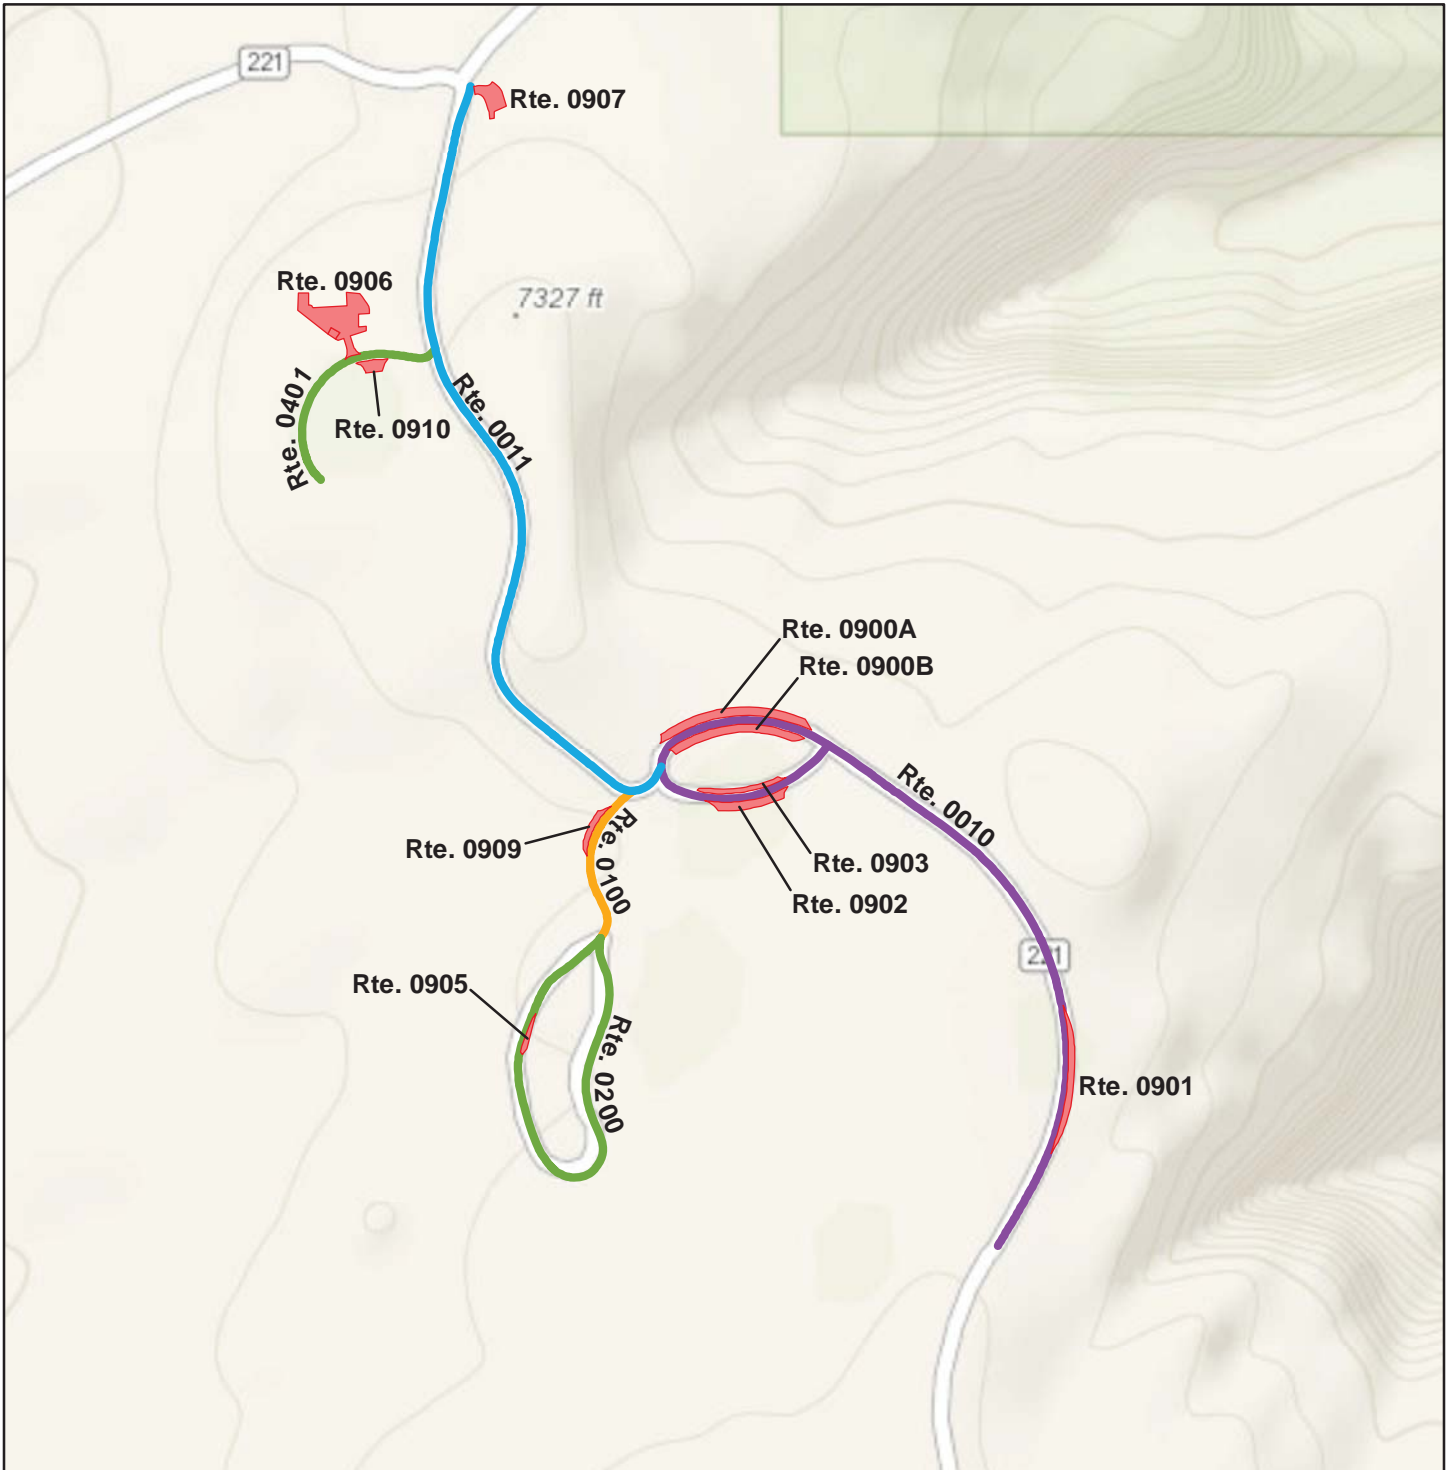 221
Rte. 0907
Rte. 0906
7327 ft
Rte. 0401
Rte. 0910
Rte. 0011
Rte. 0900A
Rte. 0900B
Rte. 0010
Rte. 0909
Rte. 0100
Rte. 0903
Rte. 0902
221
Rte. 0905
Rte. 0200
Rte. 0901